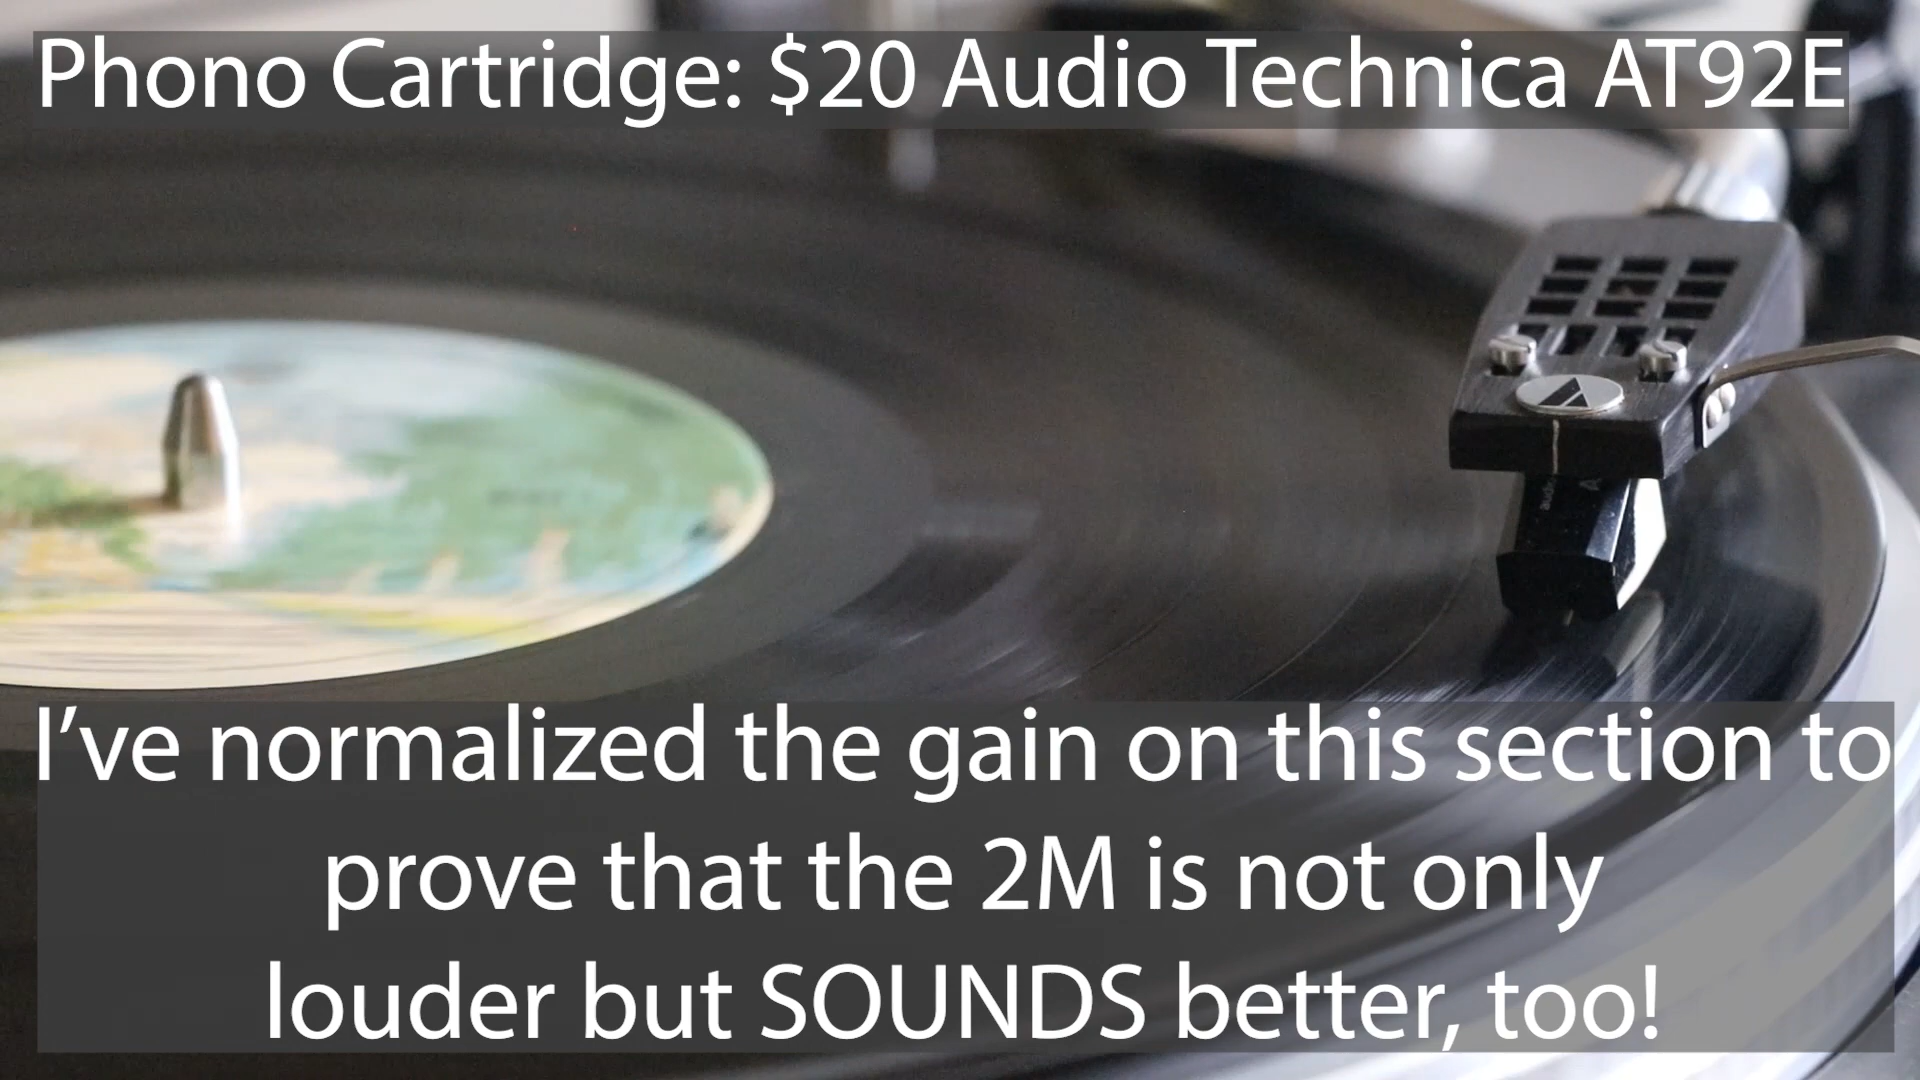 Phono Cartridge: $20 Audio Technica AT92E
I’ve normalized the gain on this section to
prove that the 2M is not only
louder but SOUNDS better, too!